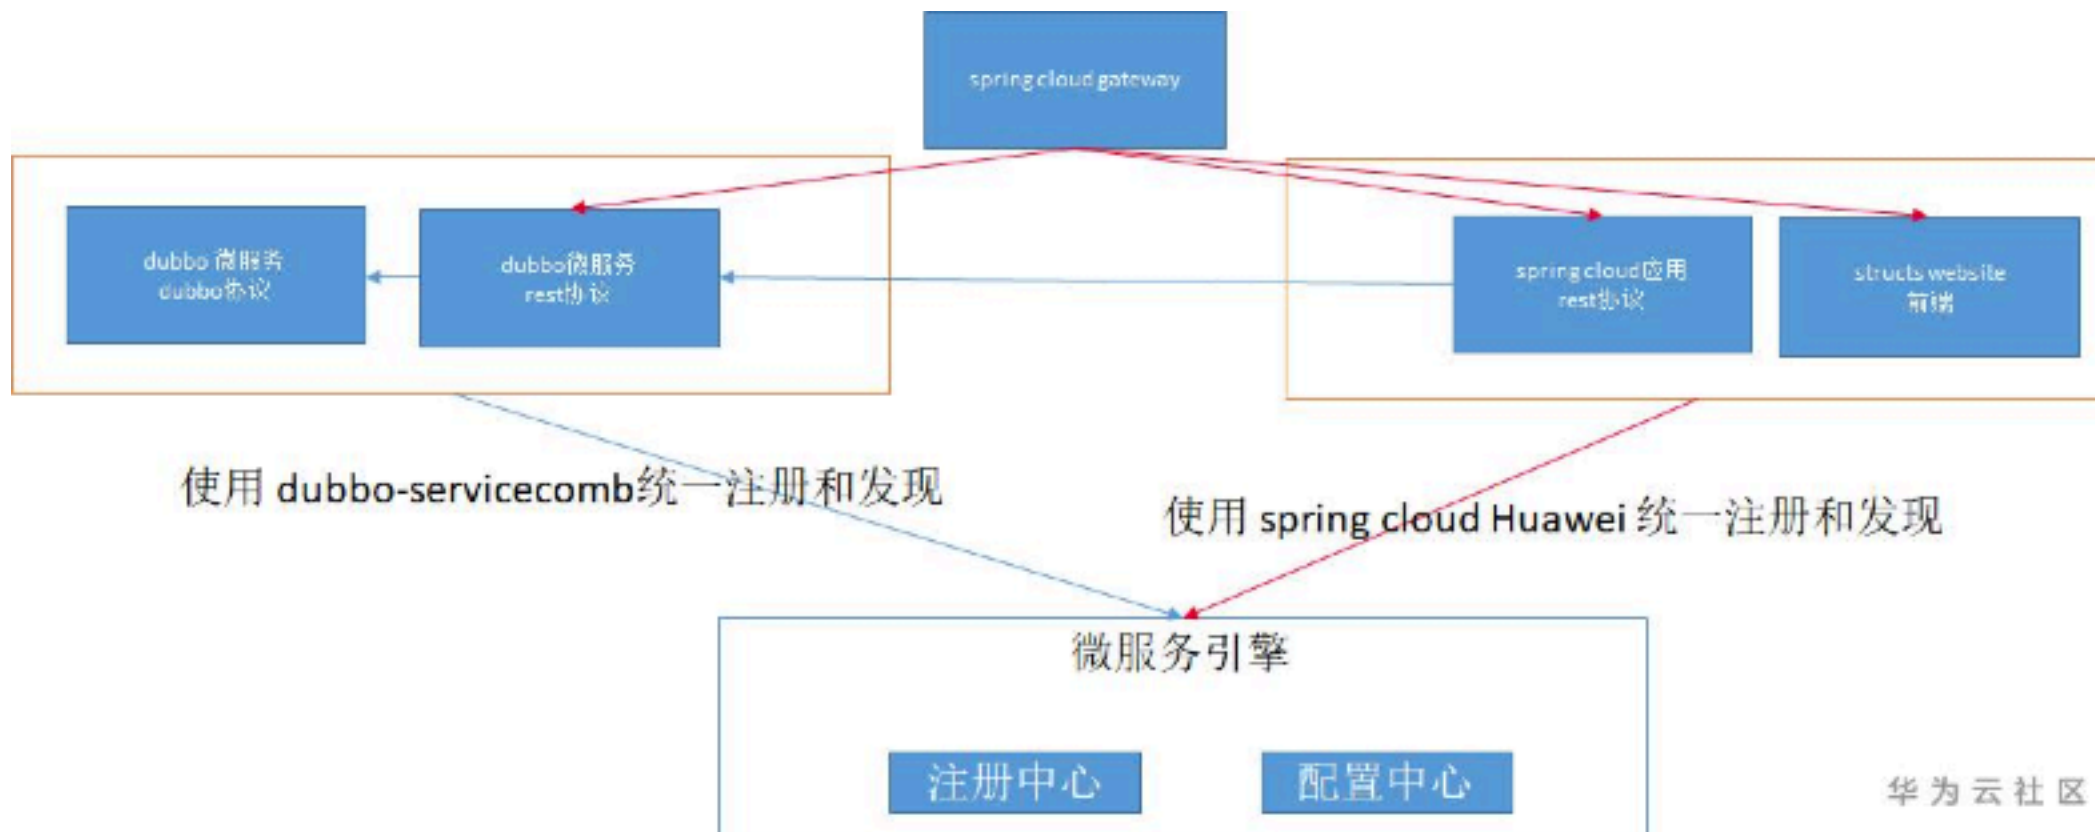 spring cloud gateway
dubbo 微服务
dubbo协议
dubbo微服务
rest协议
spring cloud应用
rest协议
structs website
前端
使用 dubbo-servicecomb统一注册和发现
使用 spring cloud Huawei 统一注册和发现
微服务引擎
注册中心
配置中心
华为云社区